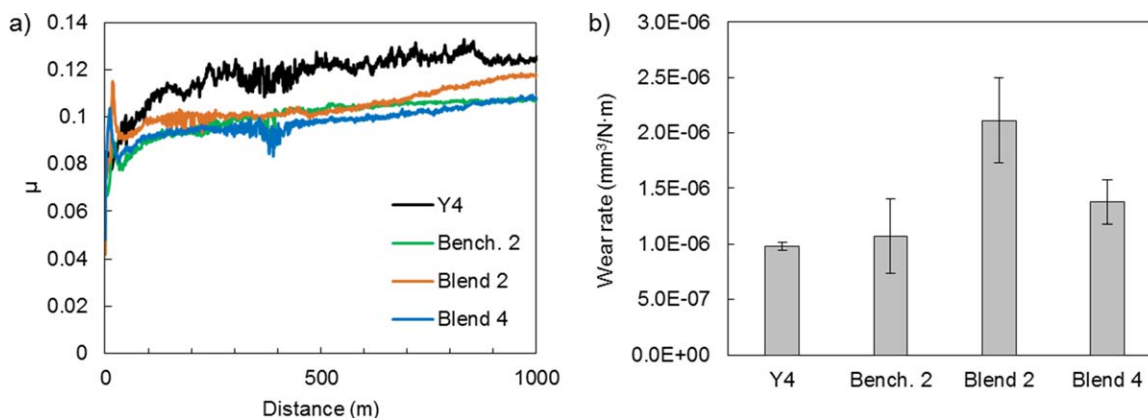 a)
0.14
0.12
0.1
0.08
0.06
0.04
0.02
0
μ
0
500
1000
Distance (m)
Y4
Bench. 2
Blend 2
Blend 4
b)
3.0E-06
2.5E-06
2.0E-06
1.5E-06
1.0E-06
5.0E-07
0.0E+00
Wear rate (mm³/N·m)
Y4
Bench. 2
Blend 2
Blend 4